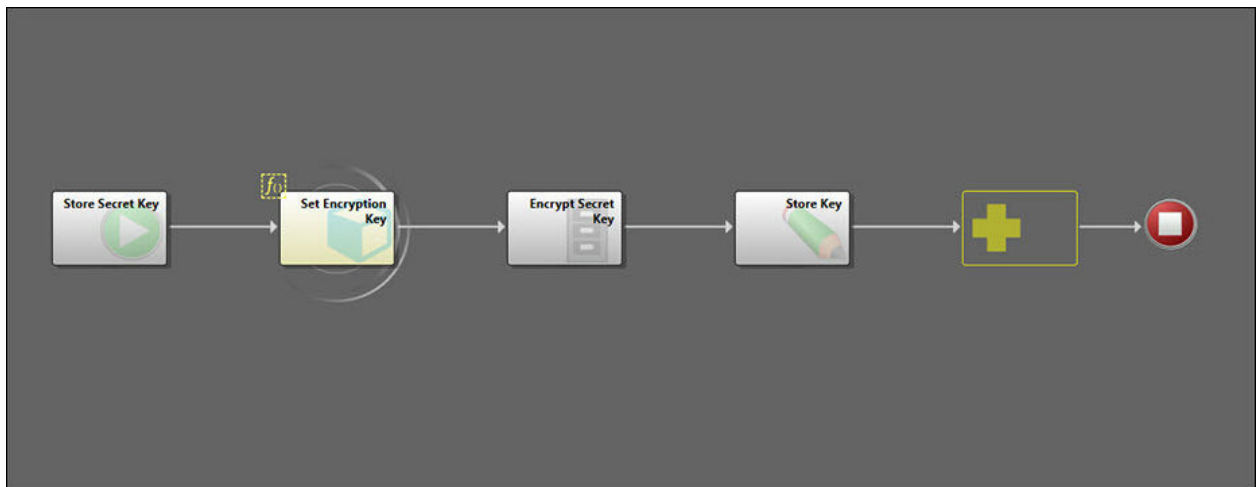 Store Secret Key
f()
Set Encryption
Key
Encrypt Secret
Key
Store Key